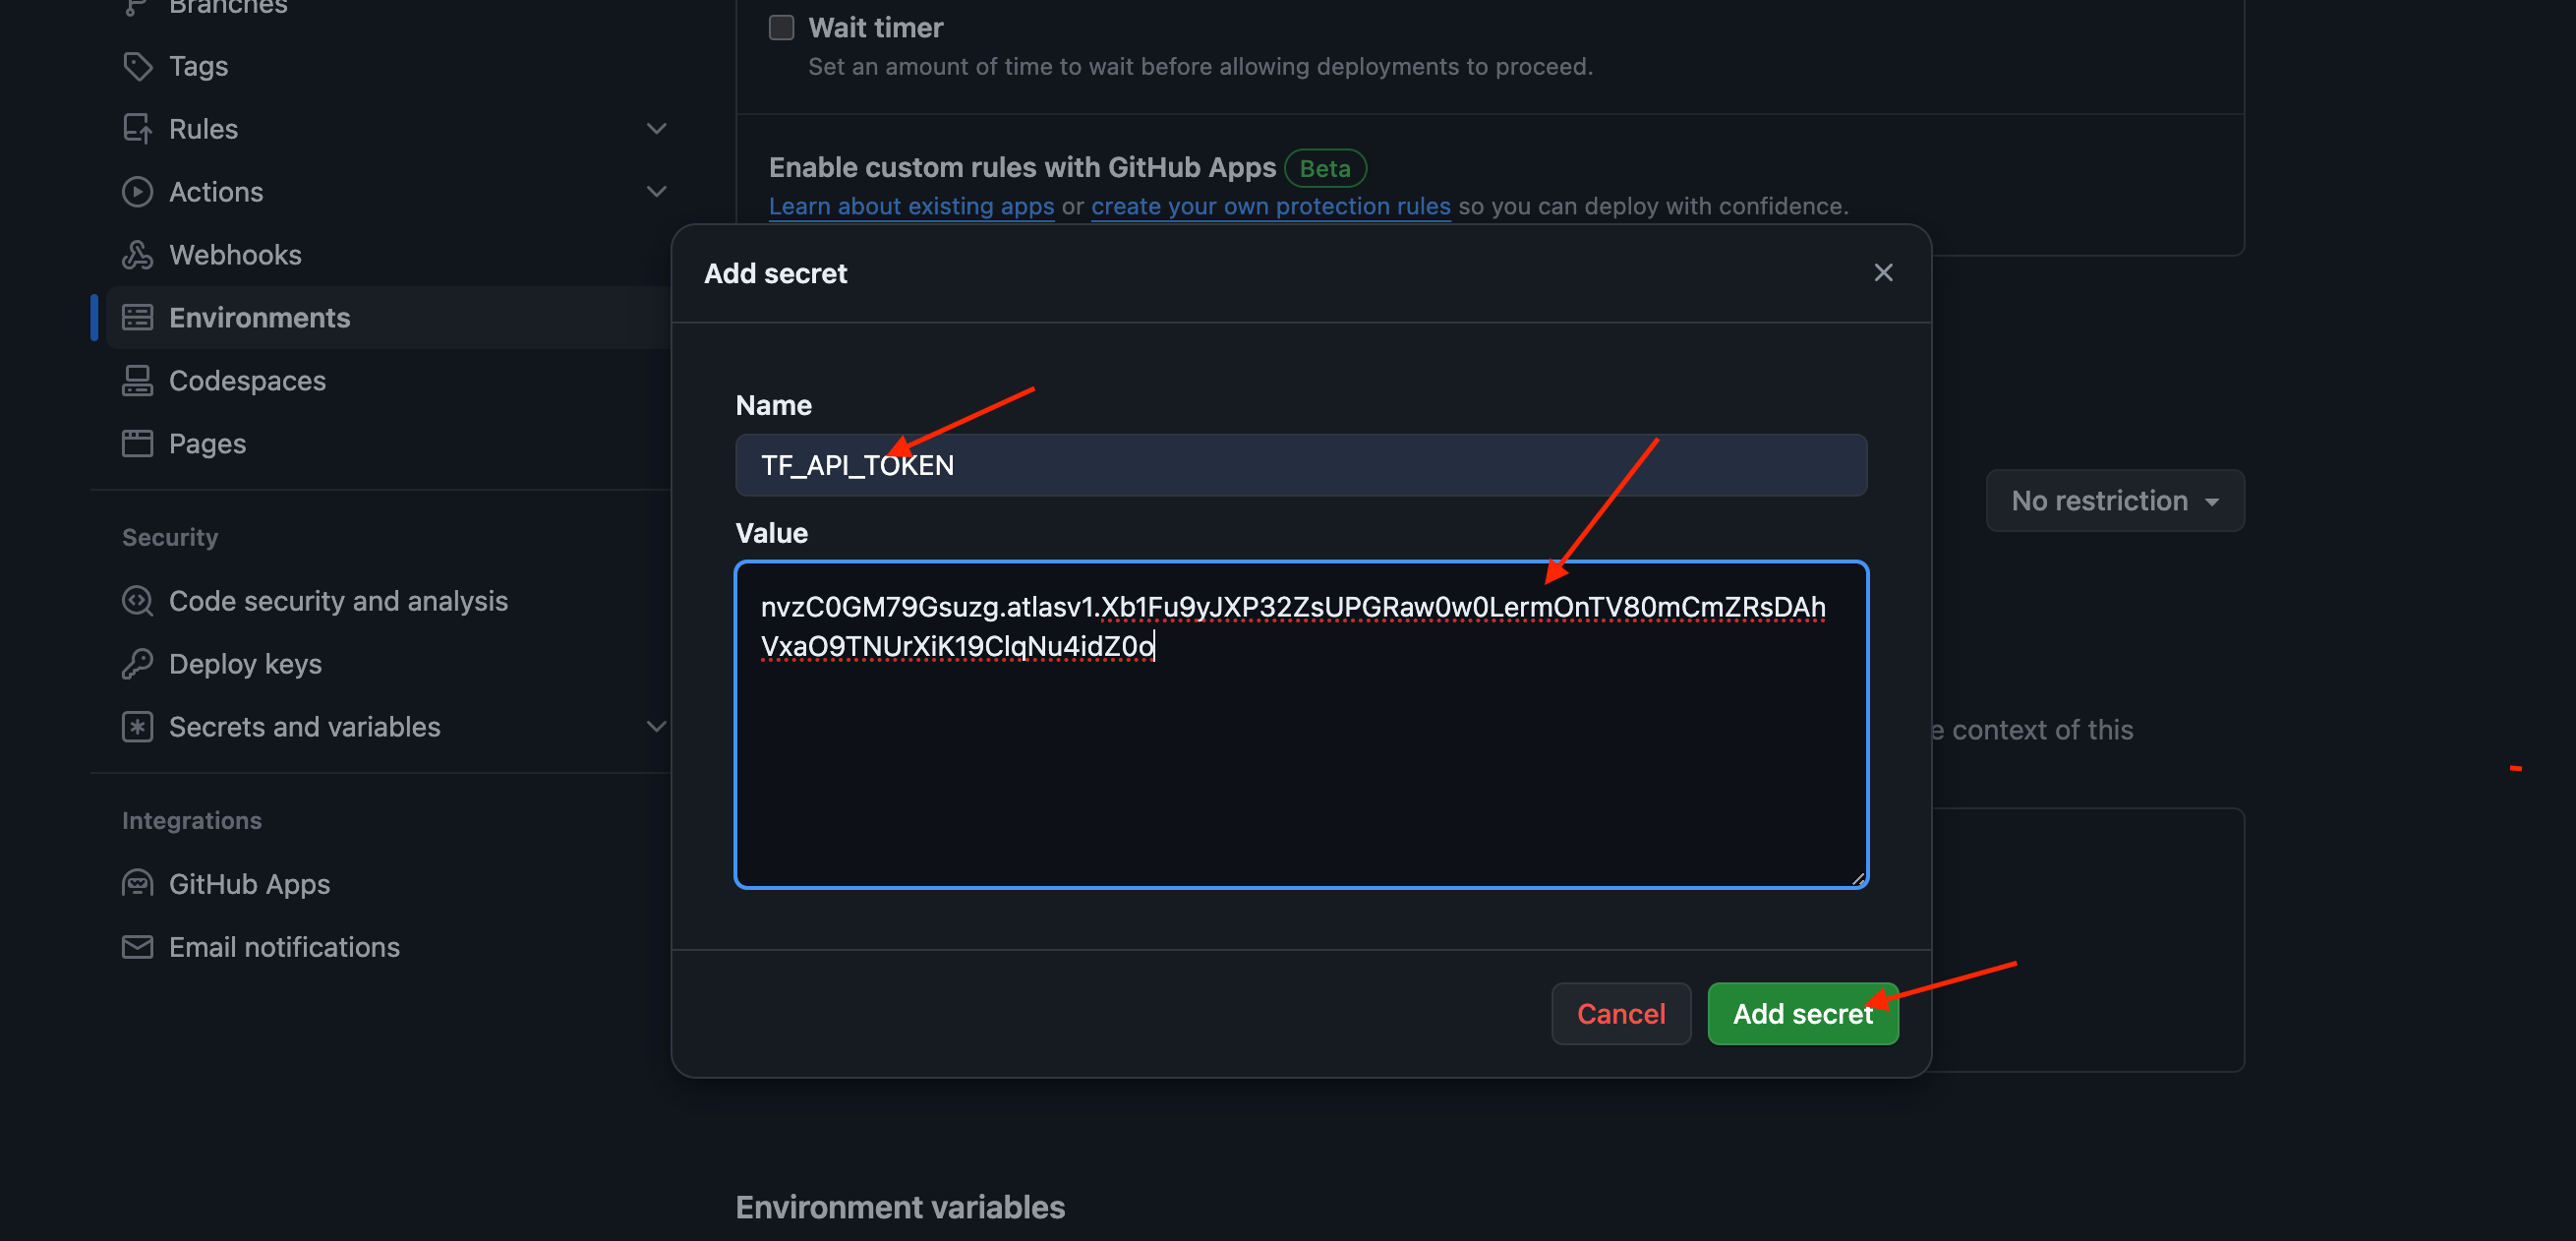 Branches
Tags
Rules
Actions
Webhooks
Environments
Codespaces
Pages
Security
Code security and analysis
Deploy keys
Secrets and variables
Integrations
GitHub Apps
Email notifications
Wait timer
Set an amount of time to wait before allowing deployments to proceed.
Enable custom rules with GitHub Apps Beta
Learn about existing apps or create your own protection rules so you can deploy with confidence.
Add secret
Name
TF_API_TOKEN
Value
nvzC0GM79Gsuzg.atlasv1.Xb1Fu9yJXP32ZsUPGRaw0w0LermOnTV80mCmZRsDAh
VxaO9TNUrXiK19ClqNu4idZ0o
Cancel
Add secret
No restriction
e context of this
Environment variables